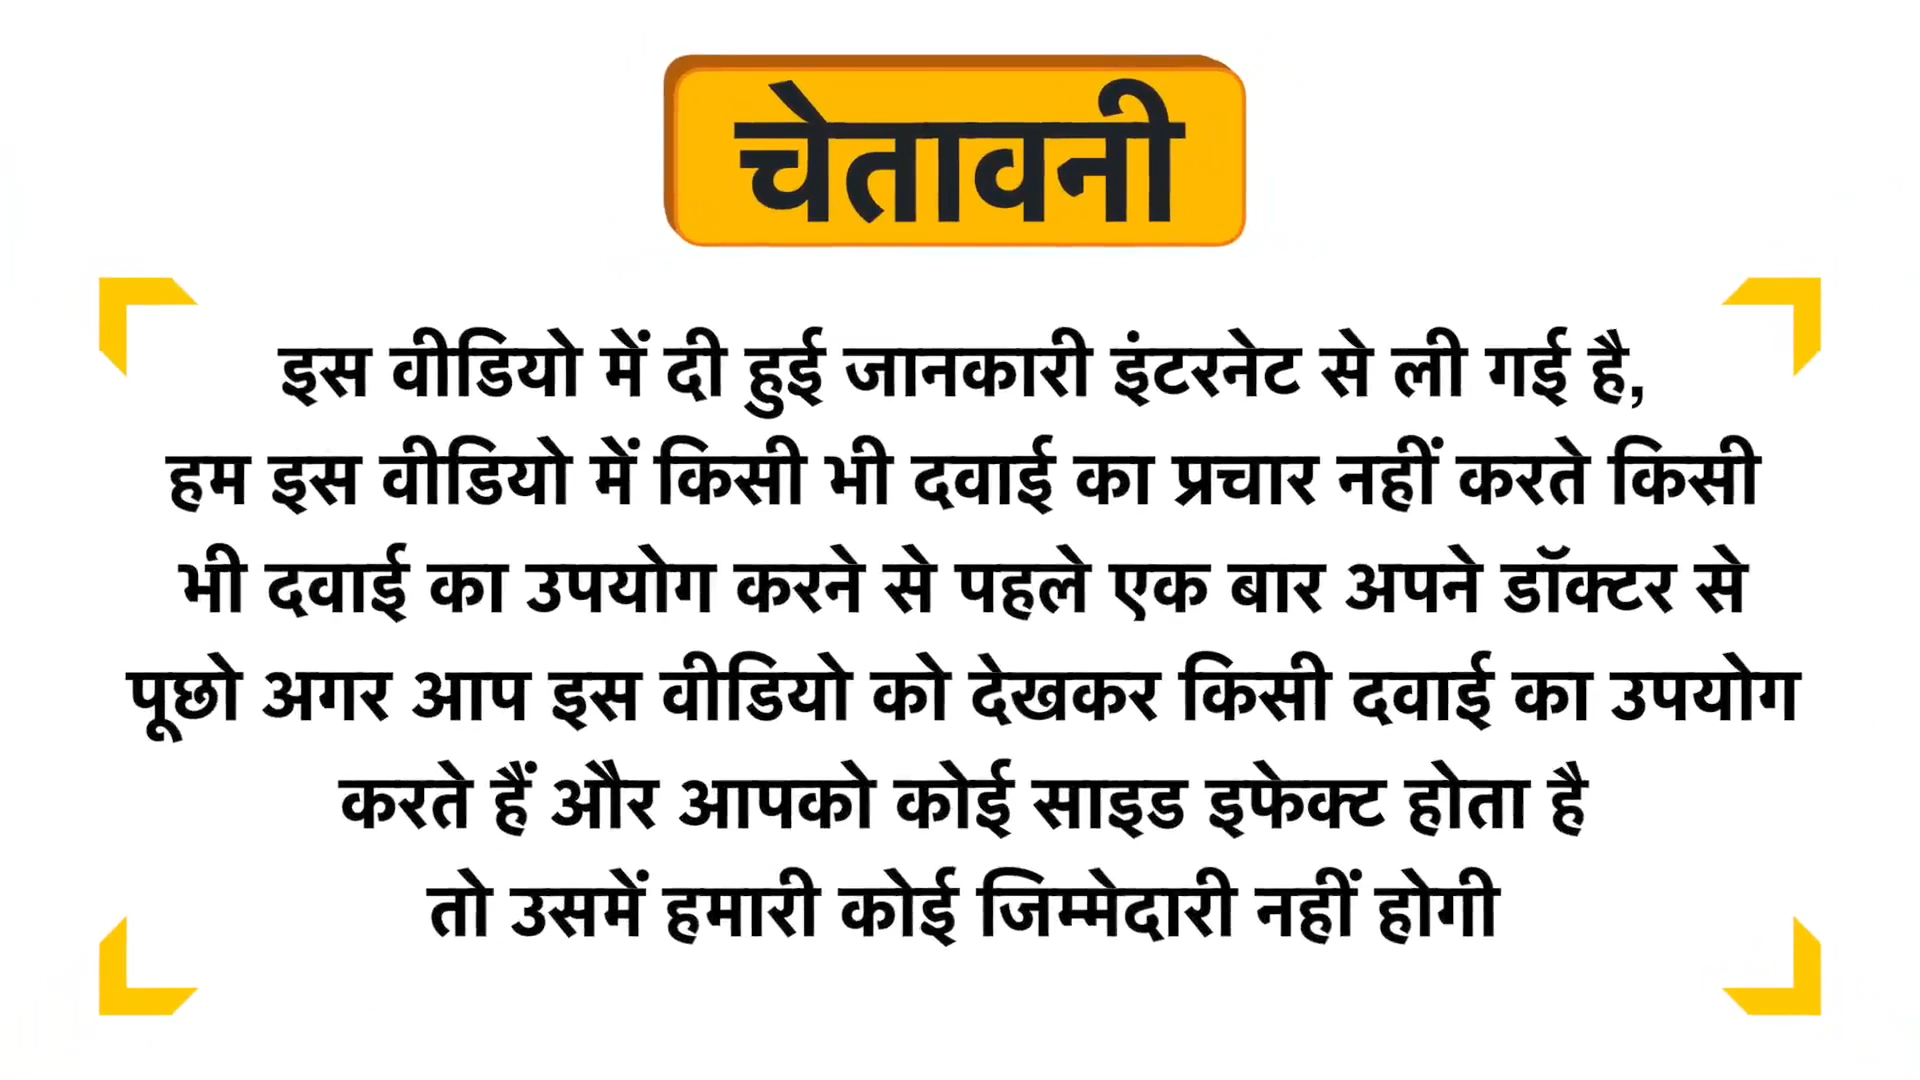 चेतावनी
इस वीडियो में दी हुई जानकारी इंटरनेट से ली गई है,
हम इस वीडियो में किसी भी दवाई का प्रचार नहीं करते किसी
भी दवाई का उपयोग करने से पहले एक बार अपने डॉक्टर से
पूछो अगर आप इस वीडियो को देखकर किसी दवाई का उपयोग
करते हैं और आपको कोई साइड इफेक्ट होता है
तो उसमें हमारी कोई जिम्मेदारी नहीं होगी